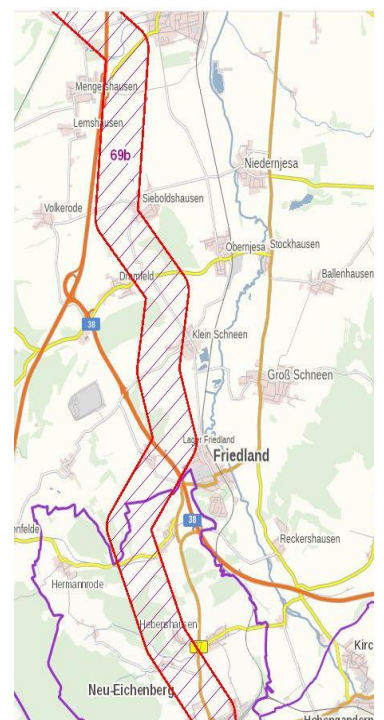 Mengershausen
Lemshausen
69b
Niedernjesa
Sieboldshausen
Volkerode
Obernjesa
Stockhausen
Dramfeld
Ballenhausen
38
Klein Schneen
Groß Schneen
Lager Friedland
Friedland
38
Reckershausen
enfelde
Hermannrode
Hebenshausen
Kirc
Neu-Eichenberg
Hohengandern